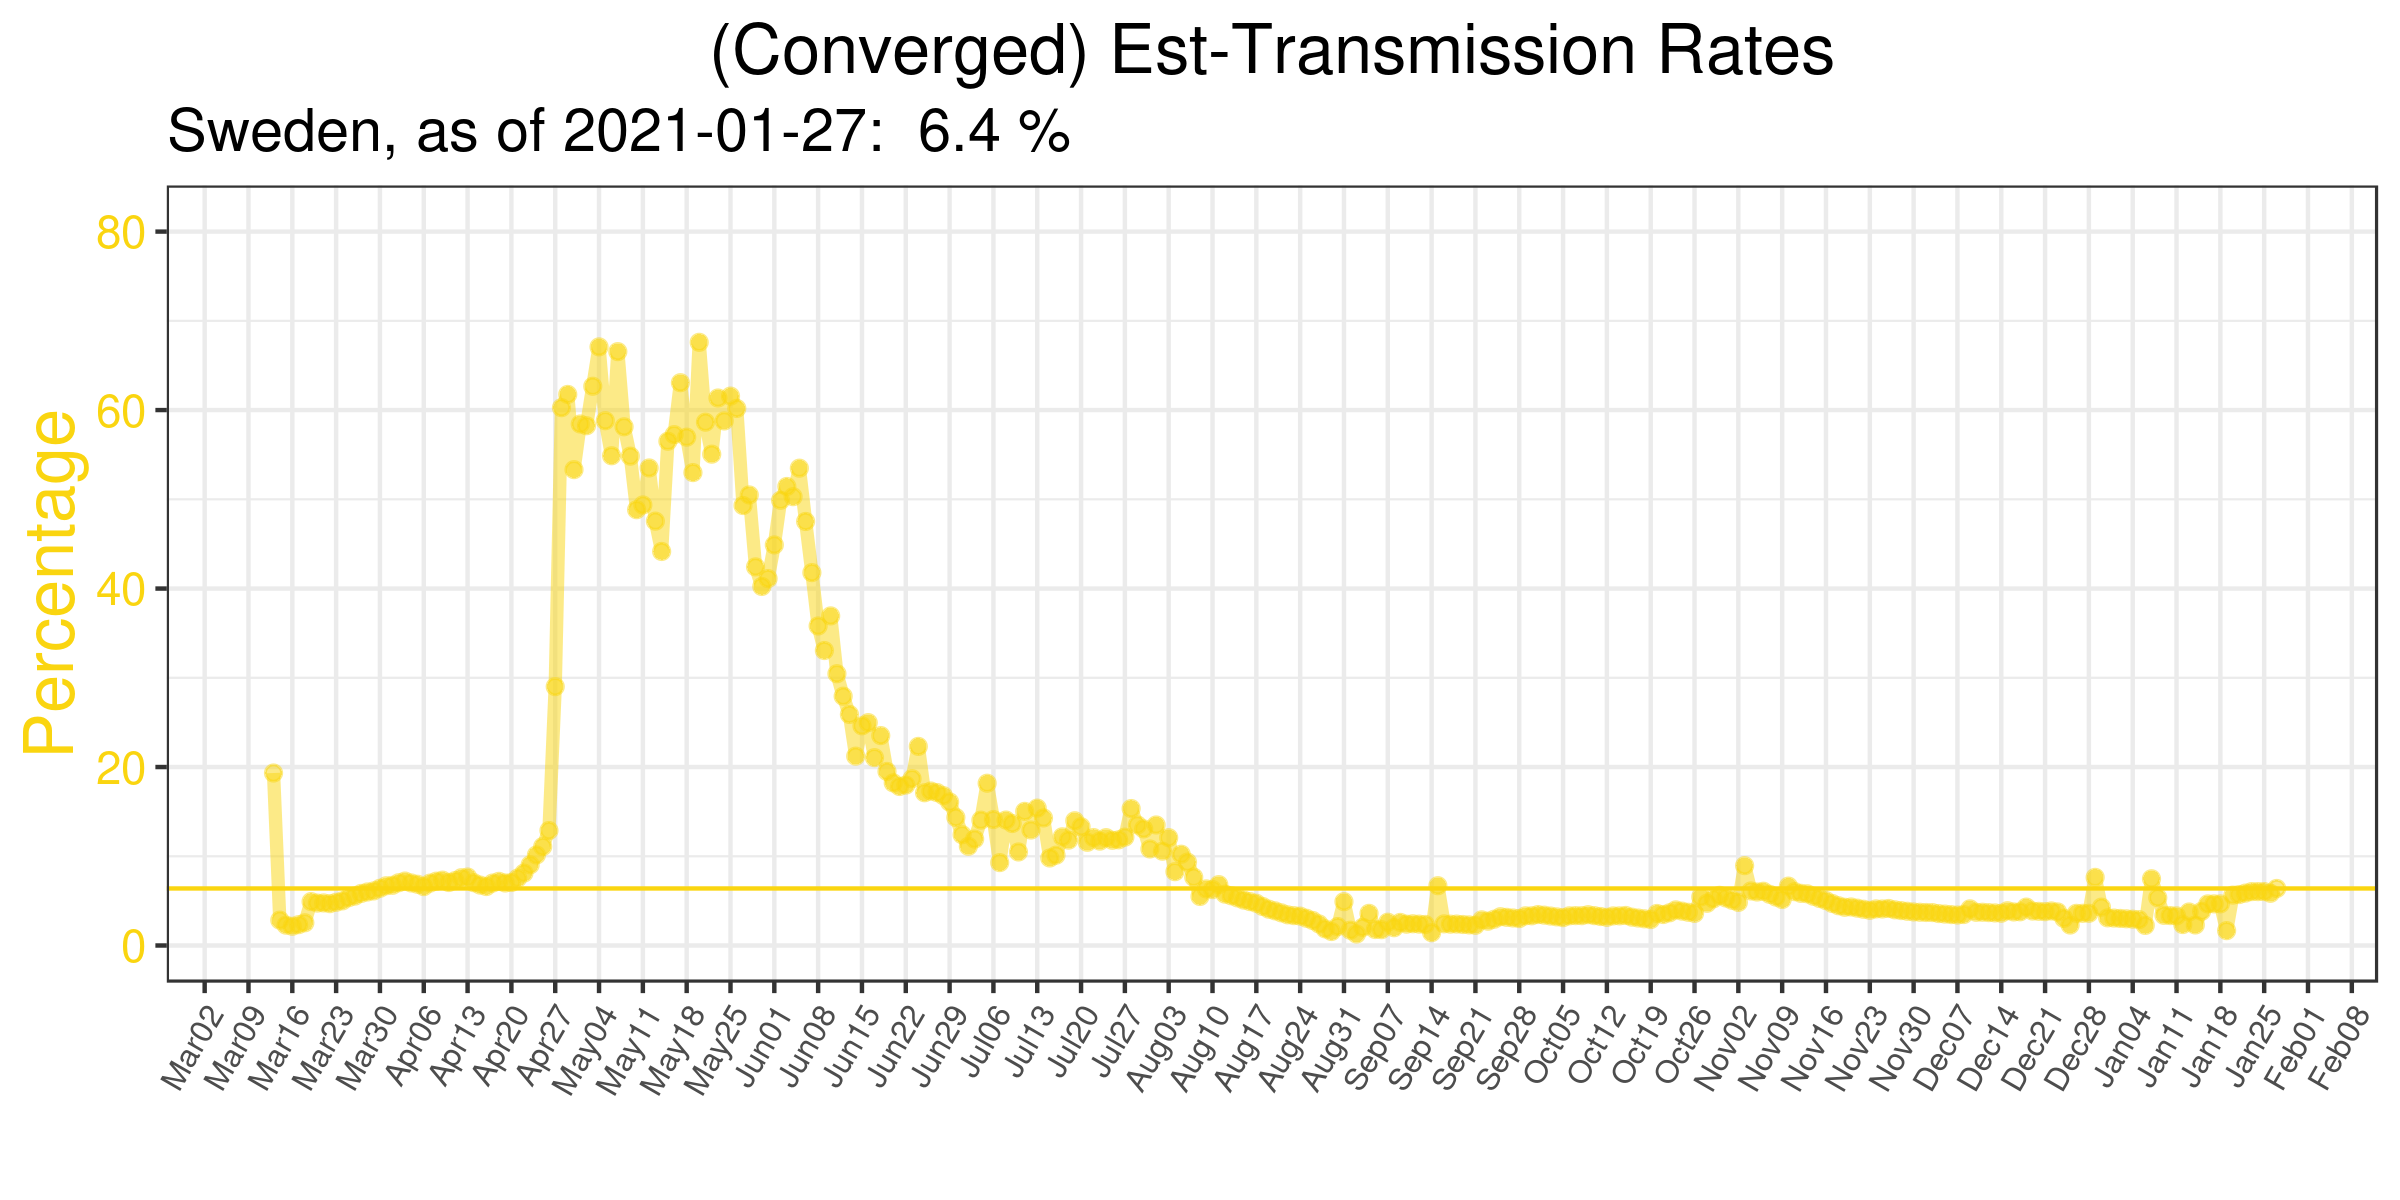 (Converged) Est-Transmission Rates
Sweden, as of 2021-01-27:  6.4 %
Percentage
80
60
40
20
0
Mar02
Mar09
Mar16
Mar23
Mar30
Apr06
Apr13
Apr20
Apr27
May04
May11
May18
May25
Jun01
Jun08
Jun15
Jun22
Jun29
Jul06
Jul13
Jul20
Jul27
Aug03
Aug10
Aug17
Aug24
Aug31
Sep07
Sep14
Sep21
Sep28
Oct05
Oct12
Oct19
Oct26
Nov02
Nov09
Nov16
Nov23
Nov30
Dec07
Dec14
Dec21
Dec28
Jan04
Jan11
Jan18
Jan25
Feb01
Feb08